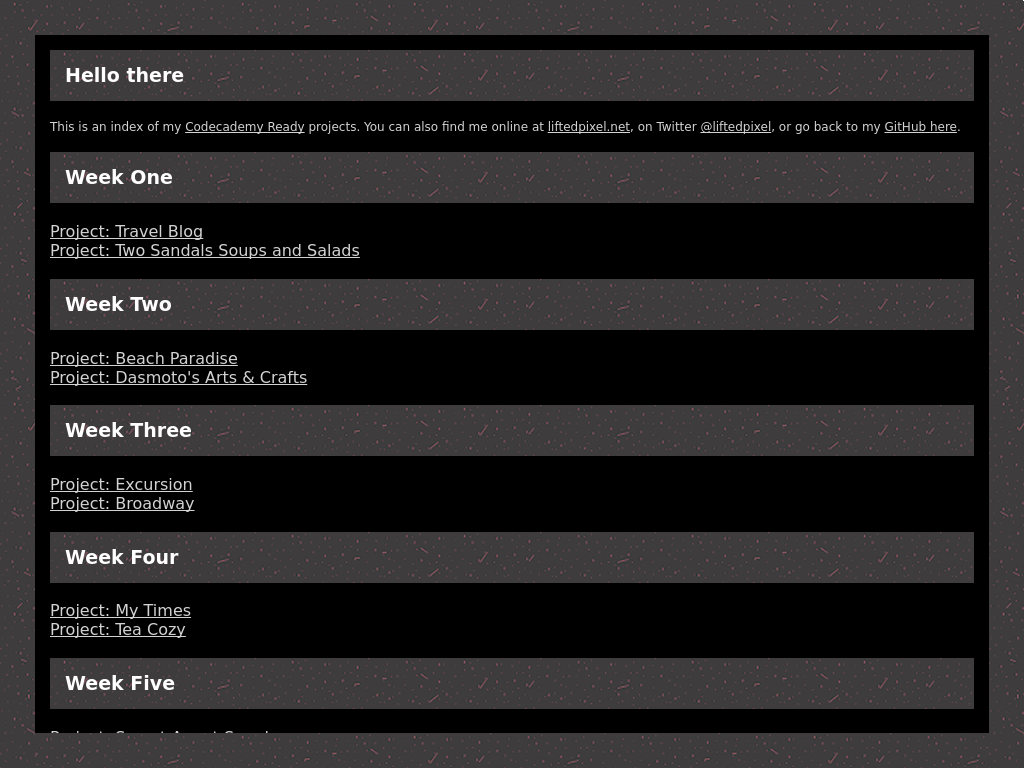 Hello there
This is an index of my Codecademy Ready projects. You can also find me online at liftedpixel.net, on Twitter @liftedpixel, or go back to my GitHub here.
Week One
Project: Travel Blog
Project: Two Sandals Soups and Salads
Week Two
Project: Beach Paradise
Project: Dasmoto's Arts & Crafts
Week Three
Project: Excursion
Project: Broadway
Week Four
Project: My Times
Project: Tea Cozy
Week Five